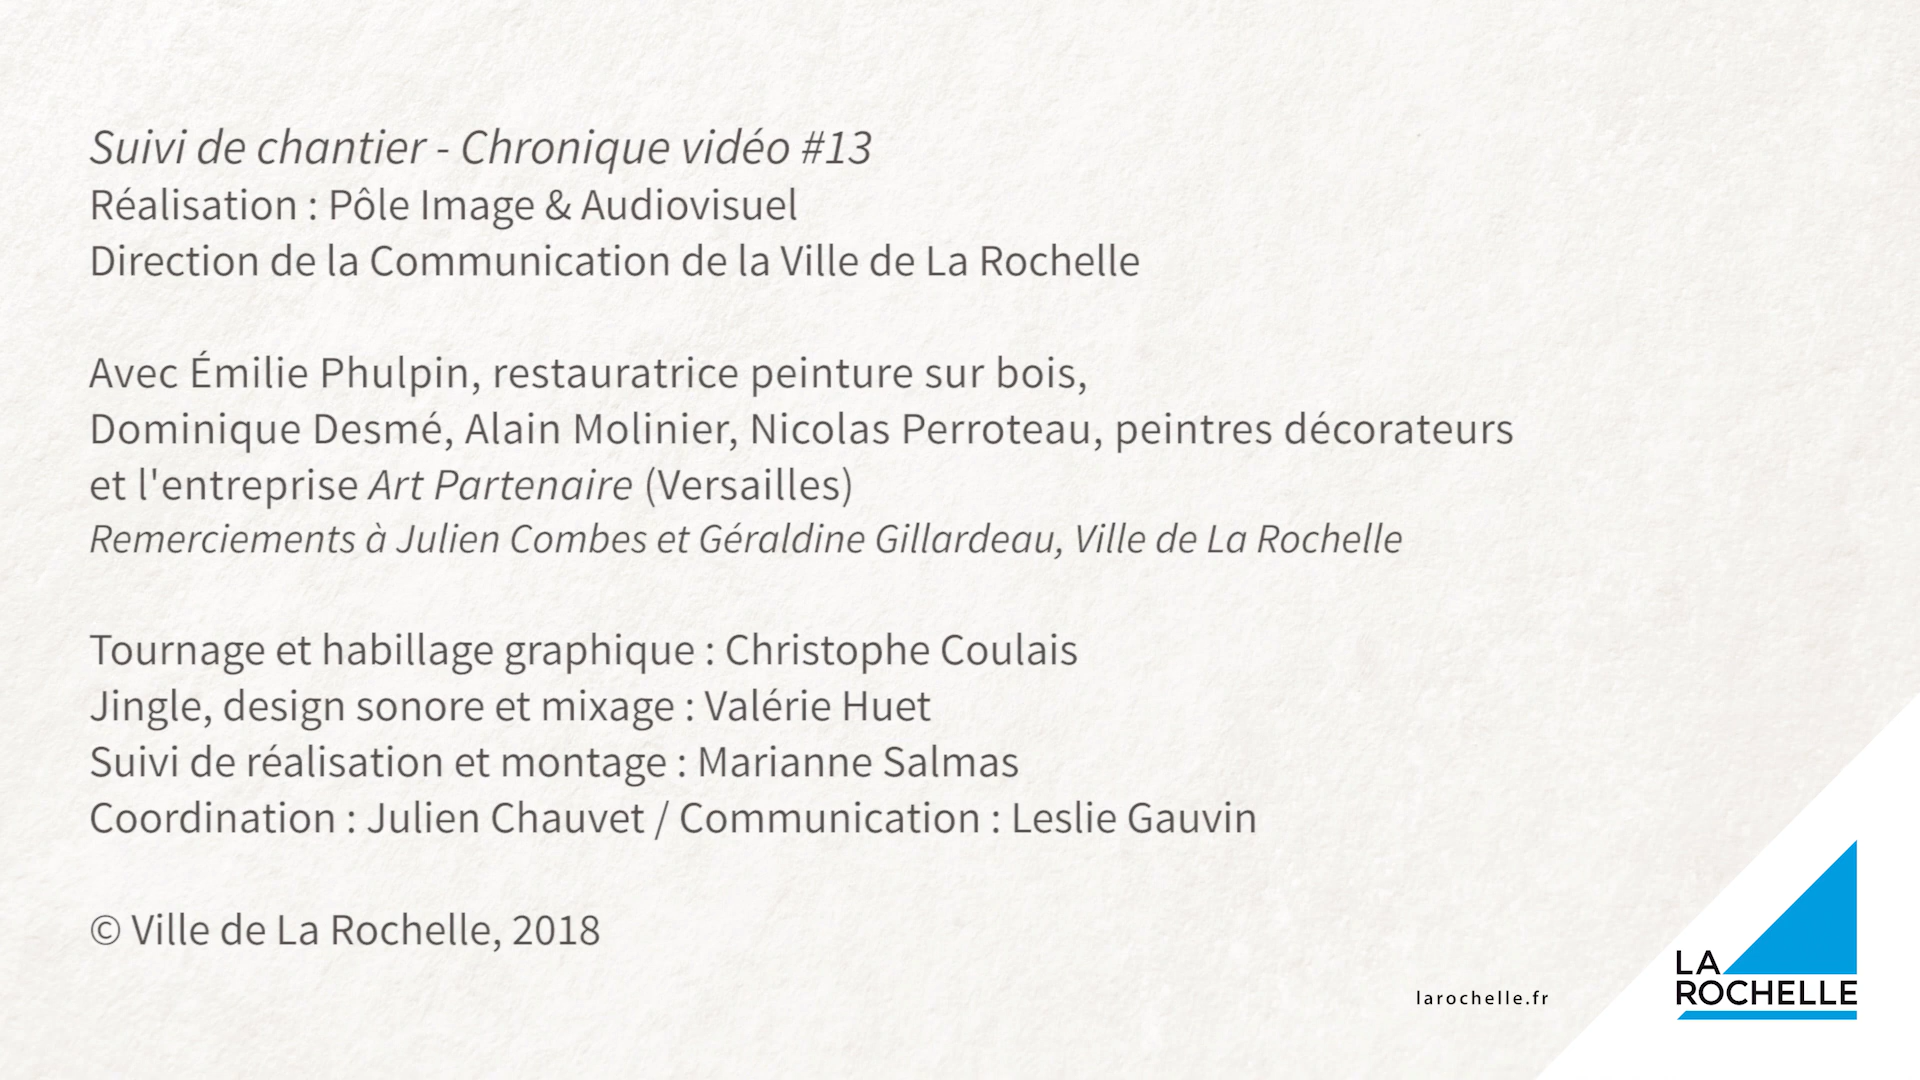 Suivi de chantier - Chronique vidéo #13
Réalisation : Pôle Image & Audiovisuel
Direction de la Communication de la Ville de La Rochelle
Avec Émilie Phulpin, restauratrice peinture sur bois,
Dominique Desmé, Alain Molinier, Nicolas Perroteau, peintres décorateurs
et l'entreprise Art Partenaire (Versailles)
Remerciements à Julien Combes et Géraldine Gillardeau, Ville de La Rochelle
Tournage et habillage graphique : Christophe Coulais
Jingle, design sonore et mixage : Valérie Huet
Suivi de réalisation et montage : Marianne Salmas
Coordination : Julien Chauvet / Communication : Leslie Gauvin
© Ville de La Rochelle, 2018
larochelle.fr
LA
ROCHELLE